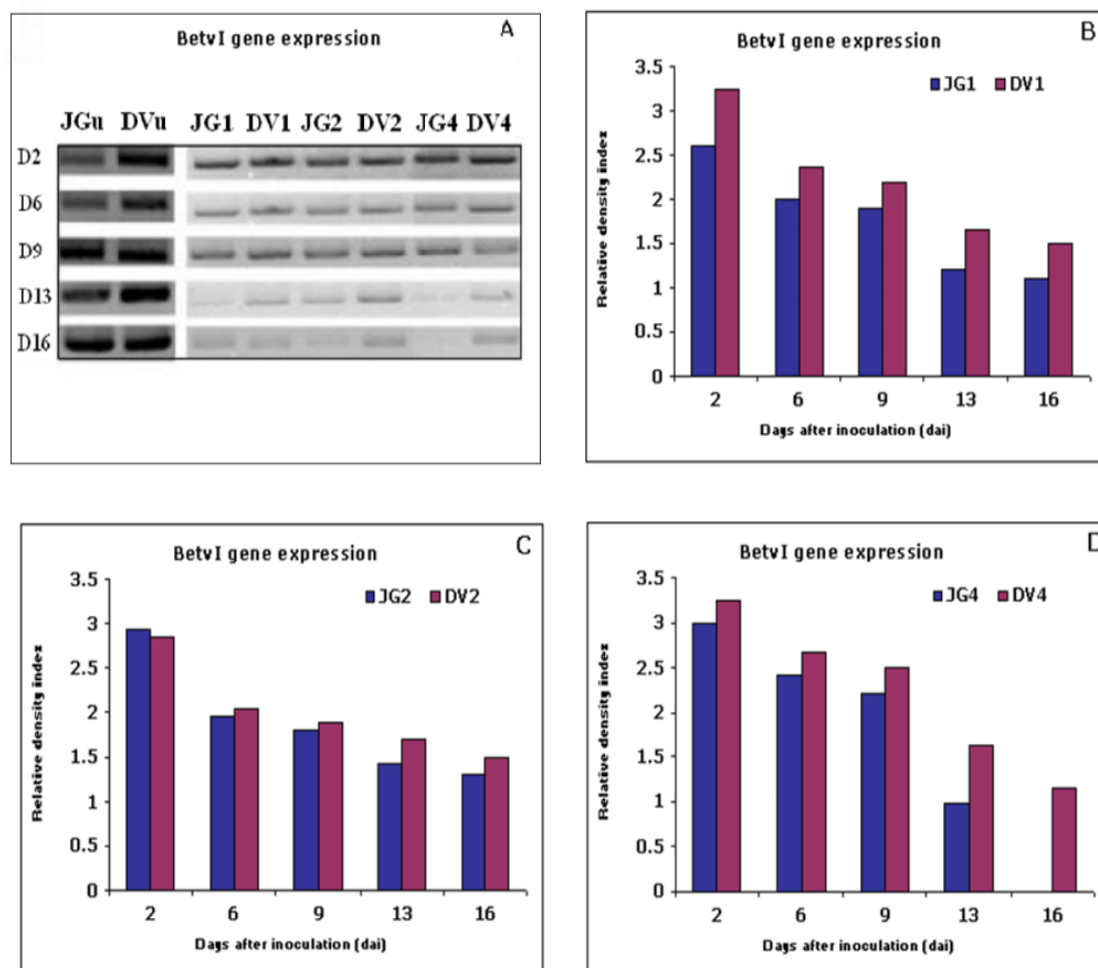 A
BetvI gene expression
JGu DVu JG1 DV1 JG2 DV2 JG4 DV4
D2
D6
D9
D13
D16
B
BetvI gene expression
JG1 DV1
Relative density index
3.5
3
2.5
2
1.5
1
0.5
0
2 6 9 13 16
Days after inoculation (dai)
C
BetvI gene expression
JG2 DV2
Relative density index
3.5
3
2.5
2
1.5
1
0.5
0
2 6 9 13 16
Days after inoculation (dai)
D
BetvI gene expression
JG4 DV4
Relative density index
3.5
3
2.5
2
1.5
1
0.5
0
2 6 9 13 16
Days after inoculation (dai)